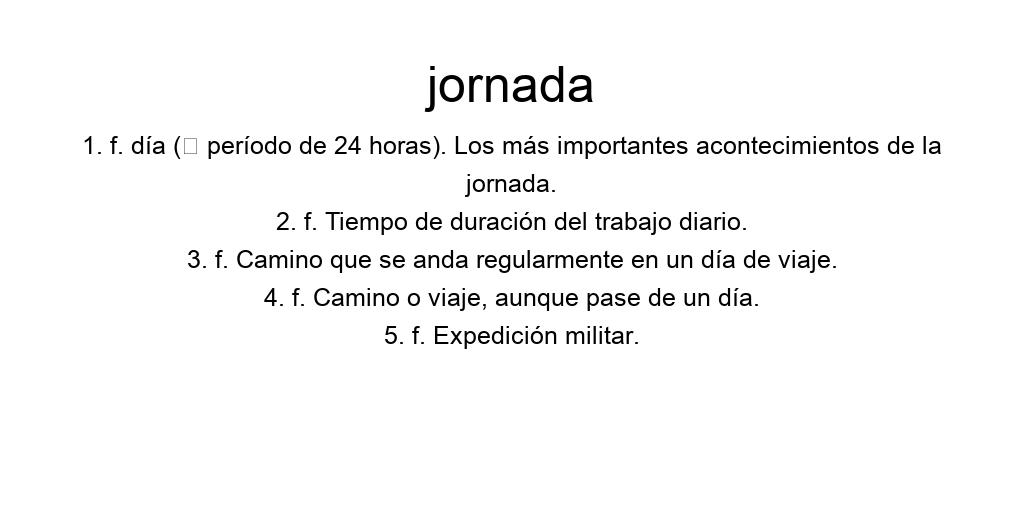 jornada
1. f. día (▯ período de 24 horas). Los más importantes acontecimientos de la
jornada.
2. f. Tiempo de duración del trabajo diario.
3. f. Camino que se anda regularmente en un día de viaje.
4. f. Camino o viaje, aunque pase de un día.
5. f. Expedición militar.